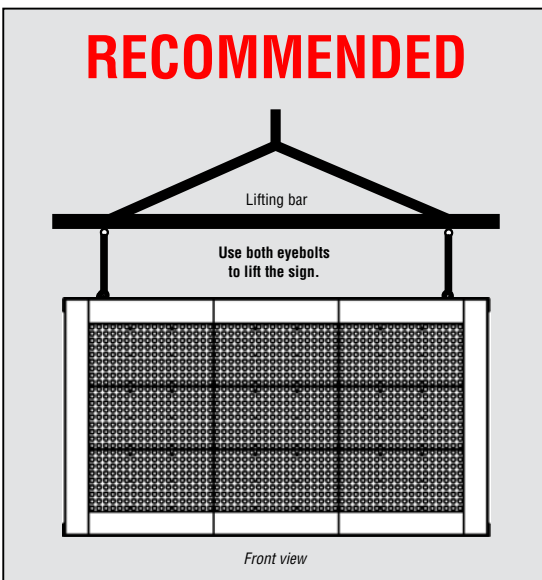 RECOMMENDED
Lifting bar
Use both eyebolts
to lift the sign.
Front view